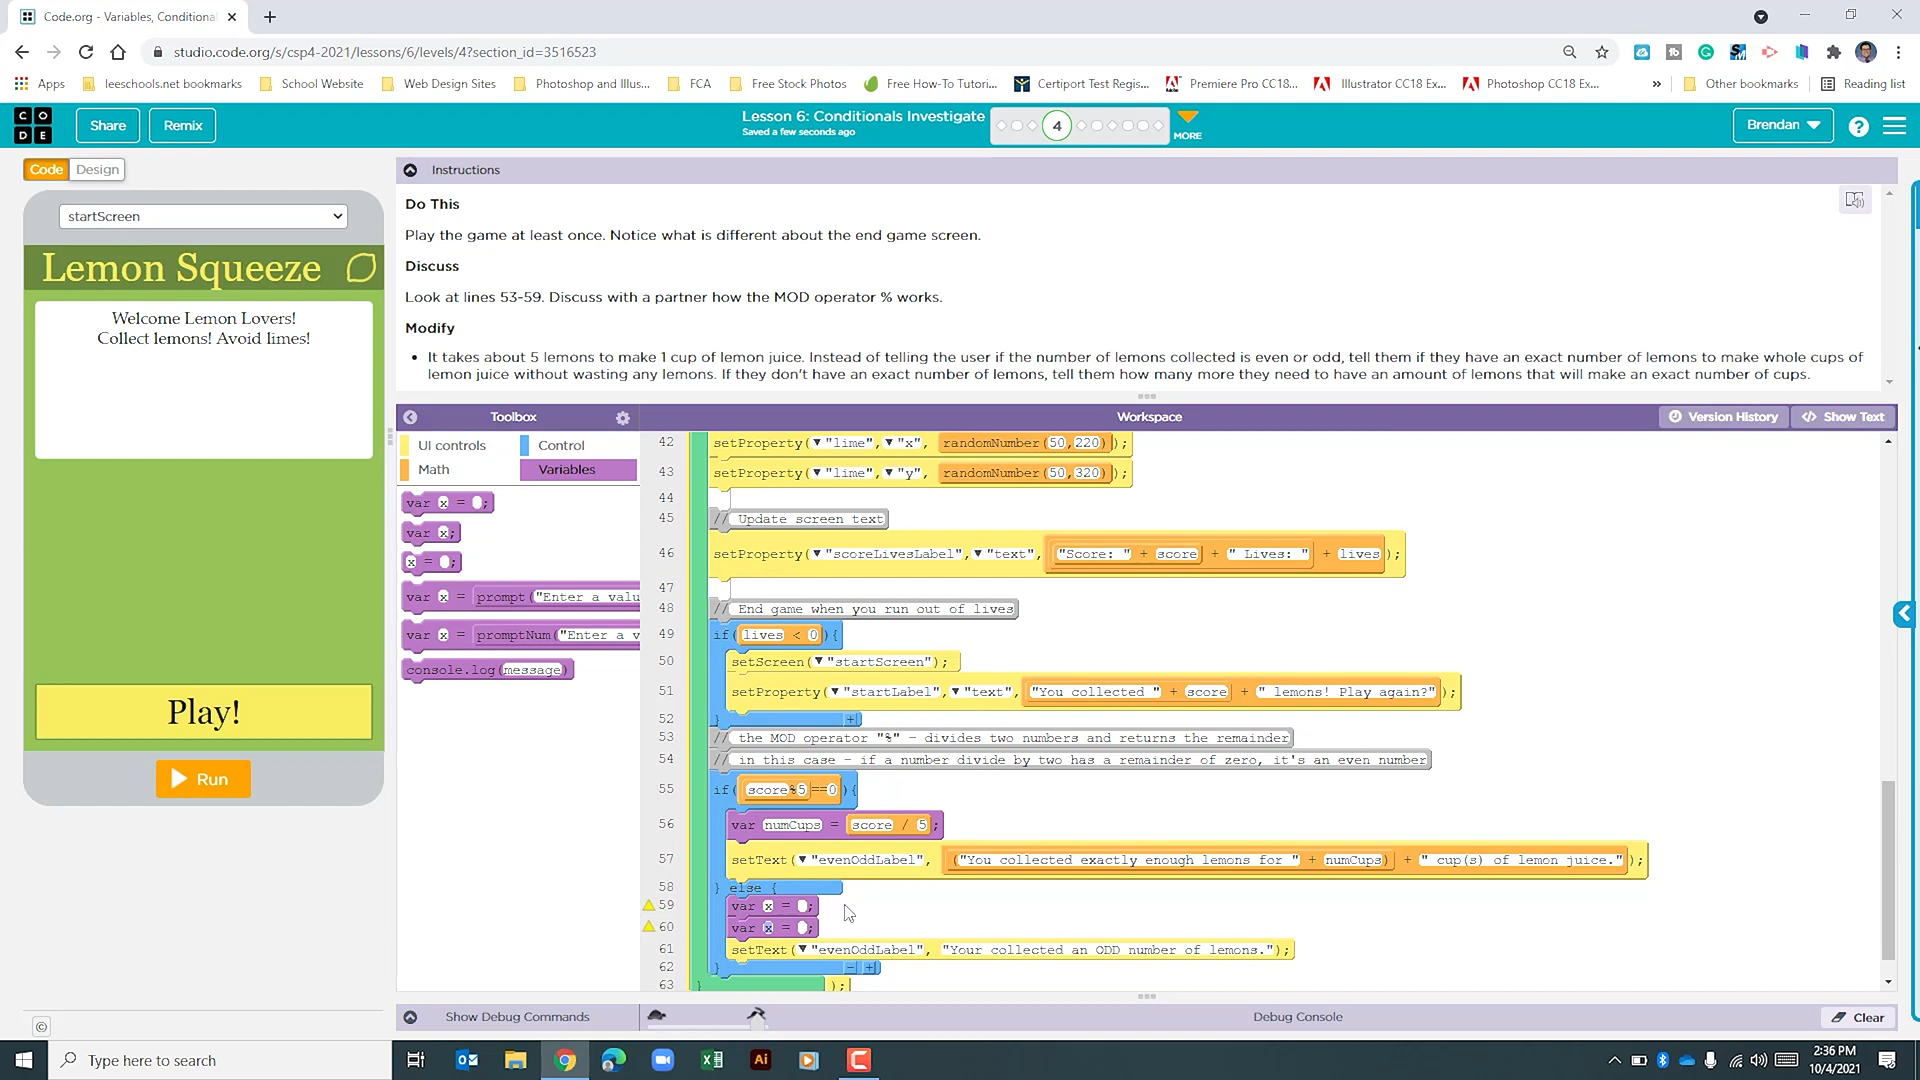 Code.org - Variables, Conditiona
studio.code.org/s/csp4-2021/lessons/6/levels/4?section_id=3516523
Apps leeschools.net bookmarks School Website Web Design Sites Photoshop and Illus... FCA Free Stock Photos Free How-To Tutori... Certiport Test Regis... Premiere Pro CC18... Illustrator CC18 Ex... Photoshop CC18 Ex... » Other bookmarks Reading list
CODE Share Remix Lesson 6: Conditionals Investigate 4 MORE Brendan ?
Saved a few seconds ago
Code Design
Instructions
startScreen
Lemon Squeeze
Welcome Lemon Lovers!
Collect lemons! Avoid limes!
Play!
Run
Do This
Play the game at least once. Notice what is different about the end game screen.
Discuss
Look at lines 53-59. Discuss with a partner how the MOD operator % works.
Modify
• It takes about 5 lemons to make 1 cup of lemon juice. Instead of telling the user if the number of lemons collected is even or odd, tell them if they have an exact number of lemons to make whole cups of
lemon juice without wasting any lemons. If they don't have an exact number of lemons, tell them how many more they need to have an amount of lemons that will make an exact number of cups.
Toolbox Workspace Version History </> Show Text
UI controls Control
Math Variables
var x = ;
var x;
x = ;
var x = prompt("Enter a valu
var x = promptNum("Enter a v
console.log(message)
42 setProperty(▼"lime",▼"x", randomNumber(50,220));
43 setProperty(▼"lime",▼"y", randomNumber(50,320));
44
45 // Update screen text
46 setProperty(▼"scoreLivesLabel",▼"text", "Score: " + score + " Lives: " + lives);
47
48 // End game when you run out of lives
49 if(lives < 0){
50 setScreen(▼"startScreen");
51 setProperty(▼"startLabel",▼"text", "You collected " + score + " lemons! Play again?");
52 } +
53 // the MOD operator "%" - divides two numbers and returns the remainder
54 // in this case - if a number divide by two has a remainder of zero, it's an even number
55 if(score%5==0){
56 var numCups = score / 5;
57 setText(▼"evenOddLabel", ("You collected exactly enough lemons for " + numCups) + " cup(s) of lemon juice.");
58 } else {
59 var x = ;
60 var x = ;
61 setText(▼"evenOddLabel", "Your collected an ODD number of lemons.");
62 } - +
63 } );
Show Debug Commands Debug Console Clear
©
Type here to search
Ai
2:36 PM
10/4/2021